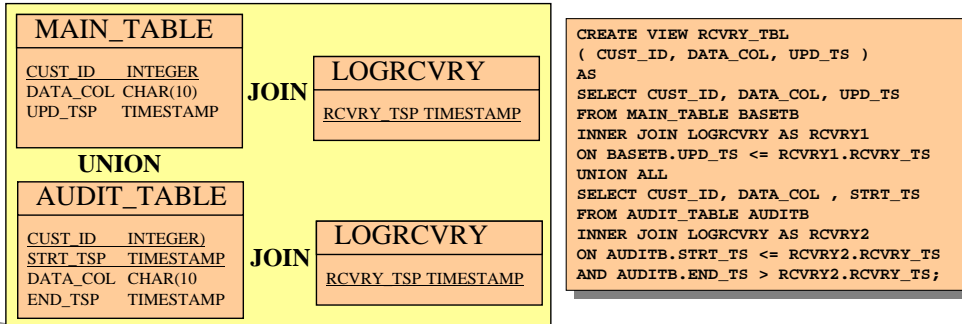 MAIN_TABLE
CUST_ID INTEGER
DATA_COL CHAR(10)
UPD_TSP TIMESTAMP
JOIN
LOGRCVRY
RCVRY_TSP TIMESTAMP
UNION
AUDIT_TABLE
CUST_ID INTEGER)
STRT_TSP TIMESTAMP
DATA_COL CHAR(10
END_TSP TIMESTAMP
JOIN
LOGRCVRY
RCVRY_TSP TIMESTAMP
CREATE VIEW RCVRY_TBL
( CUST_ID, DATA_COL, UPD_TS )
AS
SELECT CUST_ID, DATA_COL, UPD_TS
FROM MAIN_TABLE BASETB
INNER JOIN LOGRCVRY AS RCVRY1
ON BASETB.UPD_TS <= RCVRY1.RCVRY_TS
UNION ALL
SELECT CUST_ID, DATA_COL , STRT_TS
FROM AUDIT_TABLE AUDITB
INNER JOIN LOGRCVRY AS RCVRY2
ON AUDITB.STRT_TS <= RCVRY2.RCVRY_TS
AND AUDITB.END_TS > RCVRY2.RCVRY_TS;